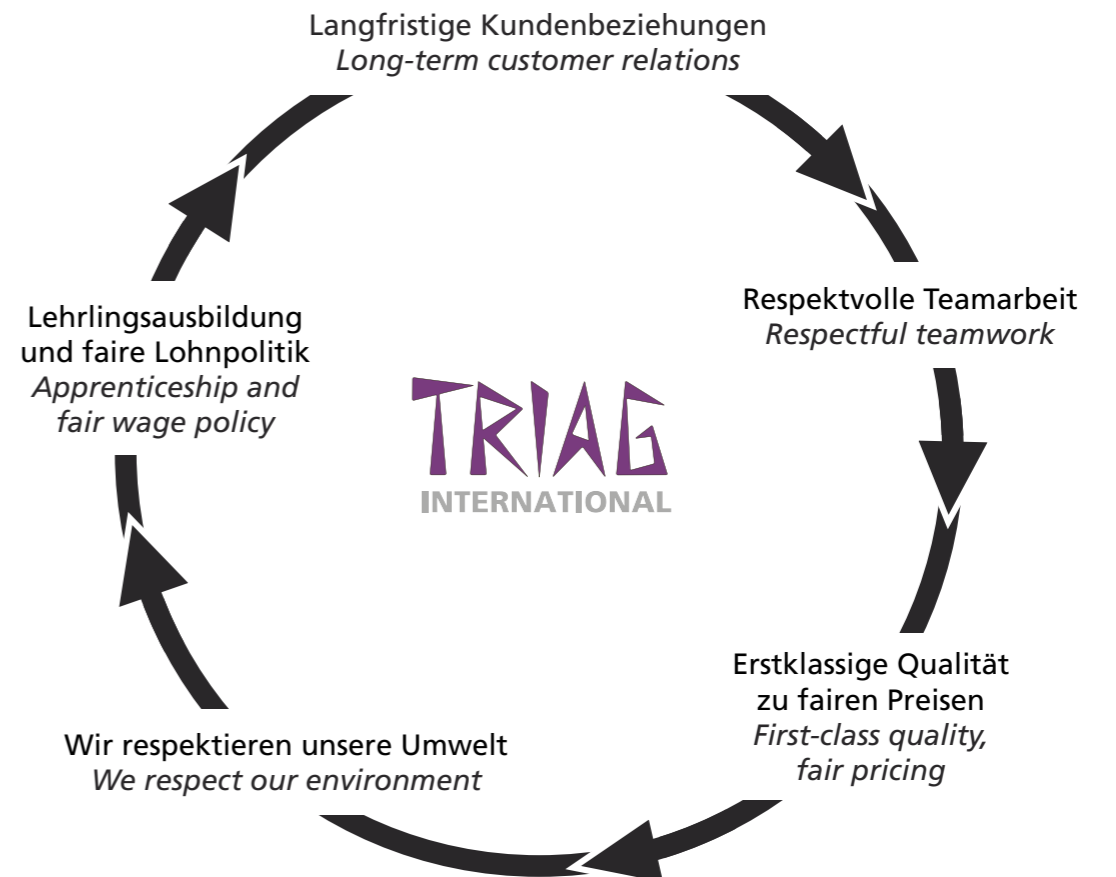 Langfristige Kundenbeziehungen
Long-term customer relations
Respektvolle Teamarbeit
Respectful teamwork
Erstklassige Qualität
zu fairen Preisen
First-class quality,
fair pricing
Wir respektieren unsere Umwelt
We respect our environment
Lehrlingsausbildung
und faire Lohnpolitik
Apprenticeship and
fair wage policy
TRIAG
INTERNATIONAL